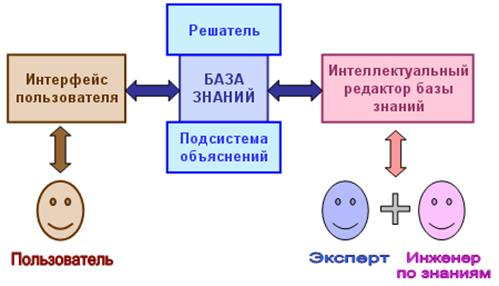 Решатель
Интерфейс
пользователя
БАЗА
ЗНАНИЙ
Интеллектуальный
редактор базы
знаний
Подсистема
объяснений
Пользователь
Эксперт
Инженер
по знаниям